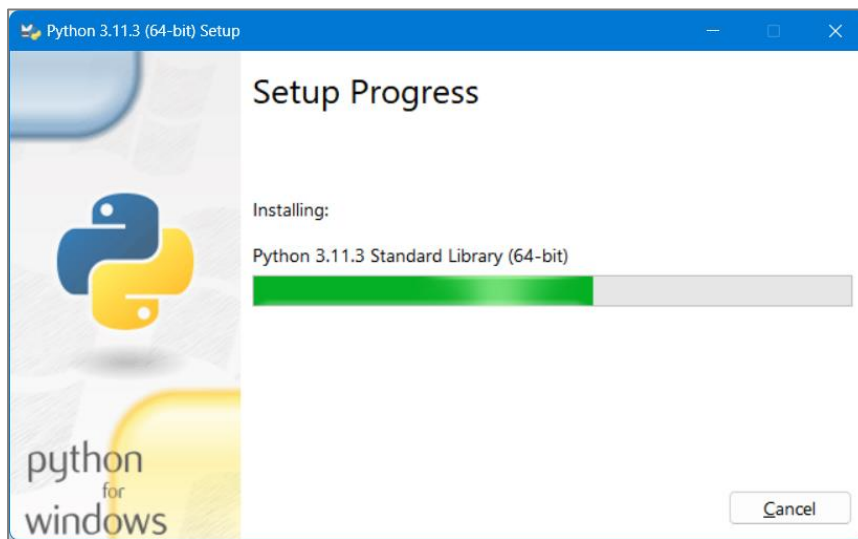 Python 3.11.3 (64-bit) Setup
Setup Progress
Installing:
Python 3.11.3 Standard Library (64-bit)
python
for
windows
Cancel